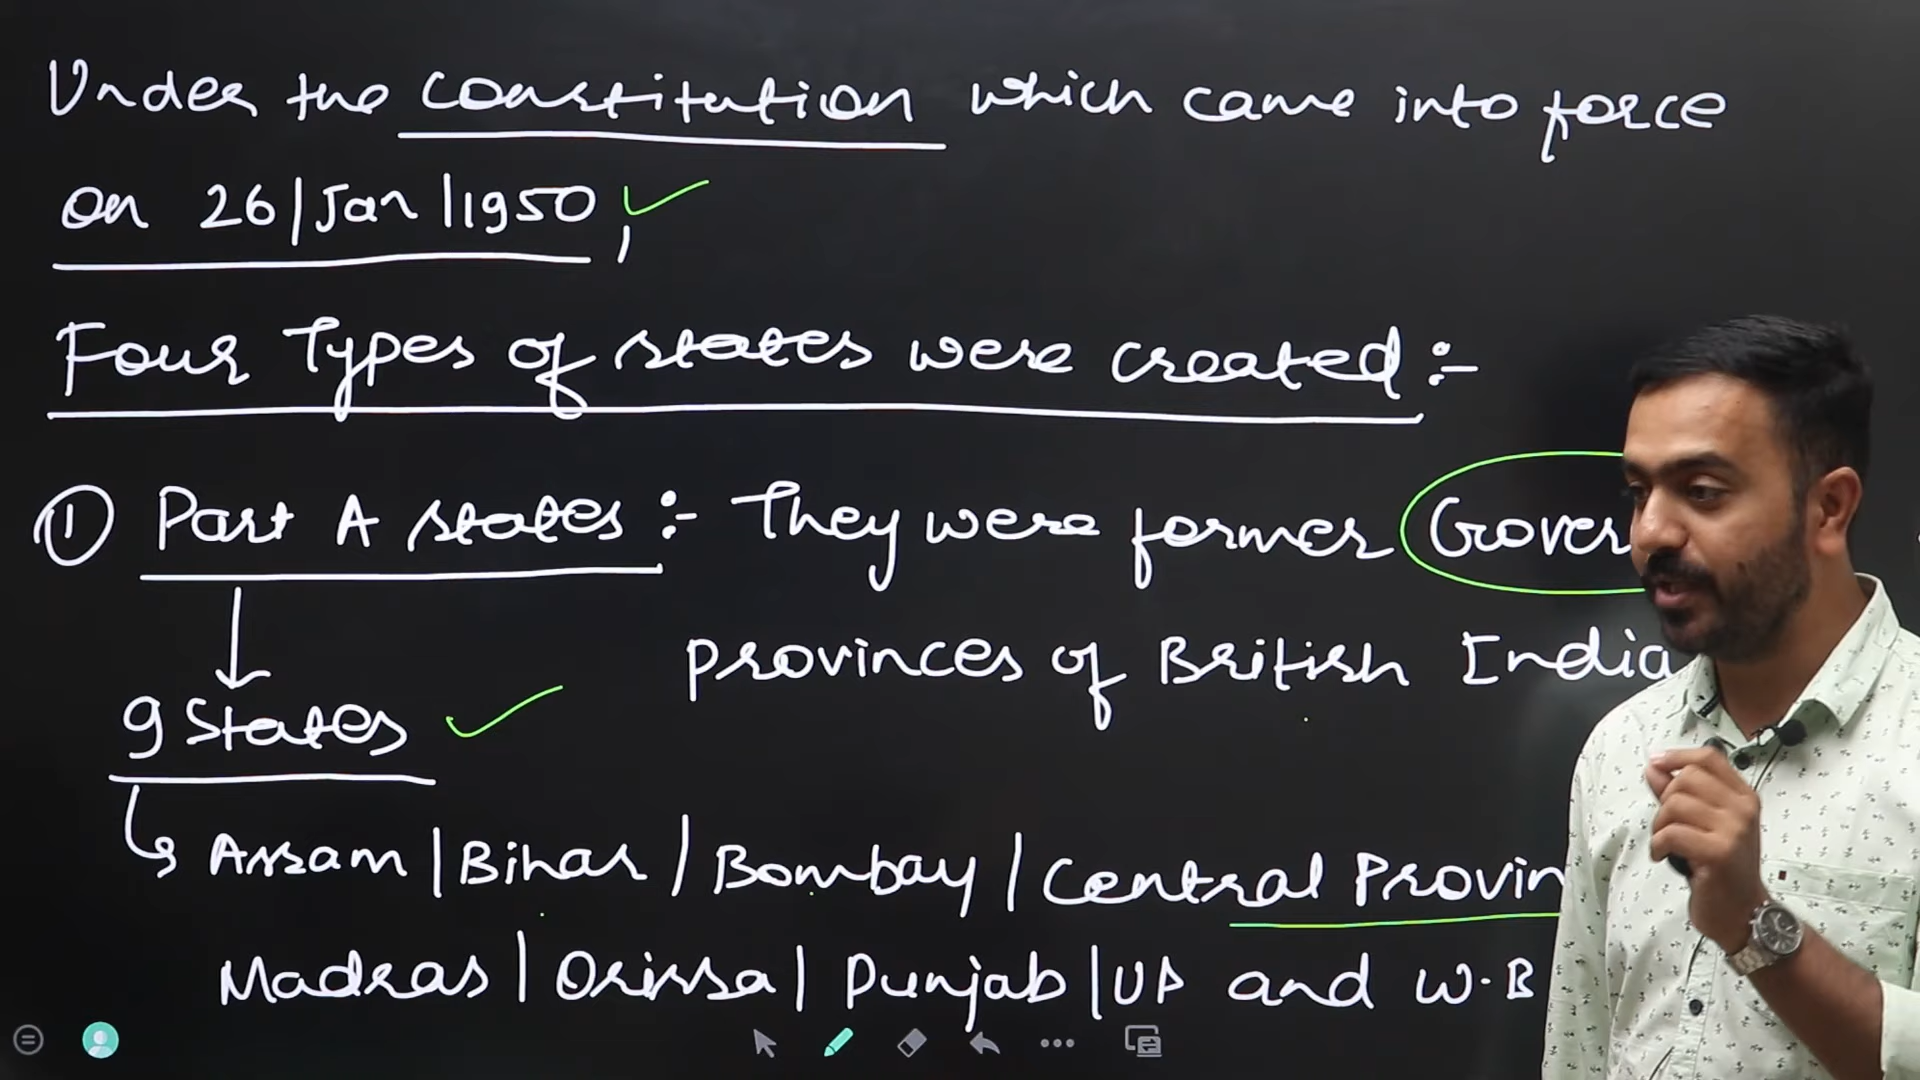 Under the constitution which came into force
on 26/Jan/1950,
Four Types of states were created :-
① Part A states :- They were former Gover
provinces of British India
9 States
Assam / Bihar / Bombay / Central Provin
Madras / Orissa / Punjab / UP and W.B